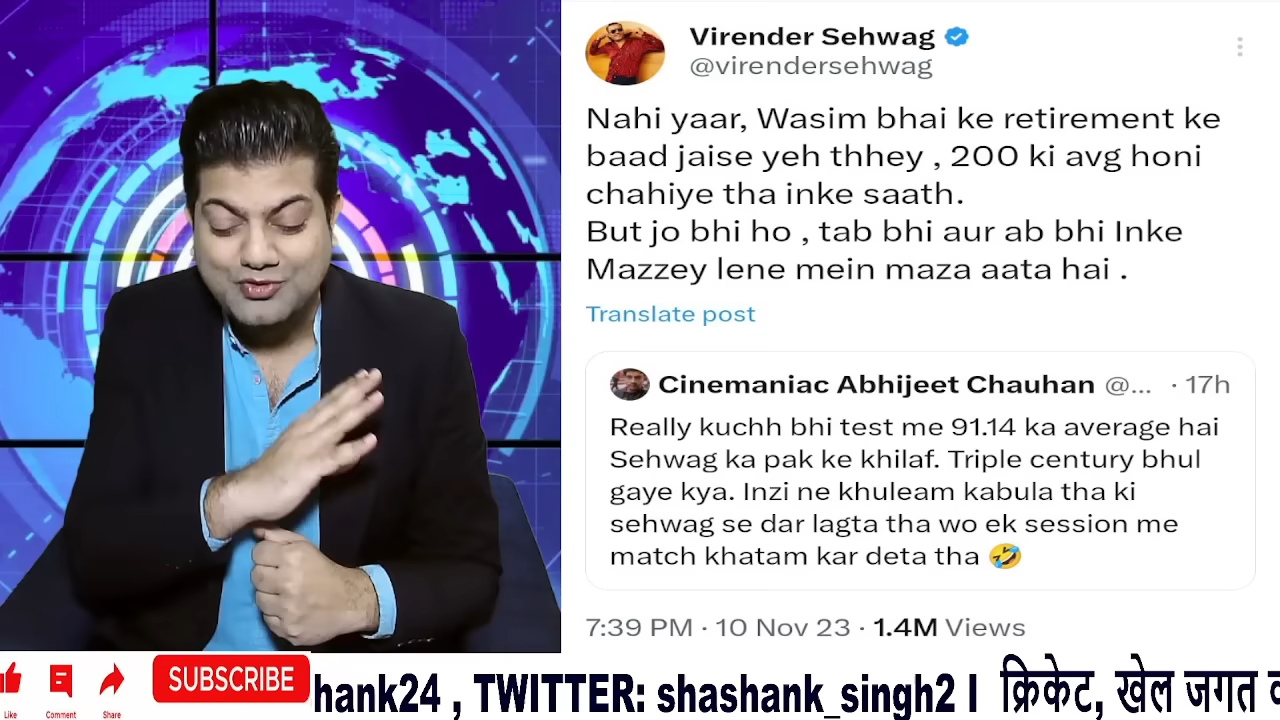 Virender Sehwag
@virendersehwag
Nahi yaar, Wasim bhai ke retirement ke
baad jaise yeh thhey , 200 ki avg honi
chahiye tha inke saath.
But jo bhi ho , tab bhi aur ab bhi Inke
Mazzey lene mein maza aata hai .
Translate post
Cinemaniac Abhijeet Chauhan @... · 17h
Really kuchh bhi test me 91.14 ka average hai
Sehwag ka pak ke khilaf. Triple century bhul
gaye kya. Inzi ne khuleam kabula tha ki
sehwag se dar lagta tha wo ek session me
match khatam kar deta tha 🤣
7:39 PM · 10 Nov 23 · 1.4M Views
Like Comment Share
SUBSCRIBE
hank24 , TWITTER: shashank_singh2 I क्रिकेट, खेल जगत